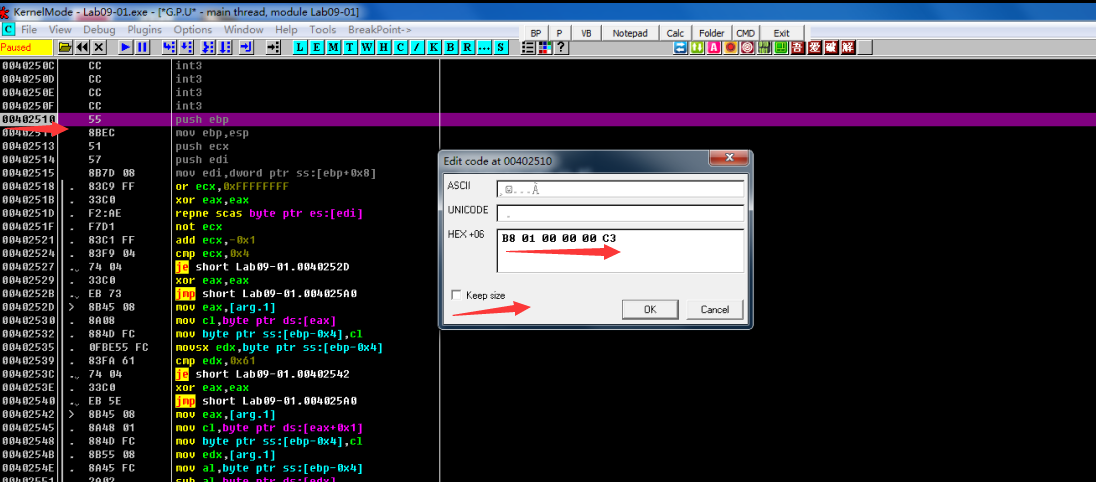 KernelMode - Lab09-01.exe - [*G.P.U* - main thread, module Lab09-01]
C File View Debug Plugins Options Window Help Tools BreakPoint-> BP P VB Notepad Calc Folder CMD Exit
Paused L E M T W H C / K B R ... S ? A 吾 爱 破 解
0040250C CC int3
0040250D CC int3
0040250E CC int3
0040250F CC int3
00402510 55 push ebp
00402511 8BEC mov ebp,esp
00402513 51 push ecx
00402514 57 push edi
00402515 8B7D 08 mov edi,dword ptr ss:[ebp+0x8]
00402518 . 83C9 FF or ecx,0xFFFFFFFF
0040251B . 33C0 xor eax,eax
0040251D . F2:AE repne scas byte ptr es:[edi]
0040251F . F7D1 not ecx
00402521 . 83C1 FF add ecx,-0x1
00402524 . 83F9 04 cmp ecx,0x4
00402527 . 74 04 je short Lab09-01.0040252D
00402529 . 33C0 xor eax,eax
0040252B . EB 73 jmp short Lab09-01.004025A0
0040252D > 8B45 08 mov eax,[arg.1]
00402530 . 8A08 mov cl,byte ptr ds:[eax]
00402532 . 884D FC mov byte ptr ss:[ebp-0x4],cl
00402535 . 0FBE55 FC movsx edx,byte ptr ss:[ebp-0x4]
00402539 . 83FA 61 cmp edx,0x61
0040253C . 74 04 je short Lab09-01.00402542
0040253E . 33C0 xor eax,eax
00402540 . EB 5E jmp short Lab09-01.004025A0
00402542 > 8B45 08 mov eax,[arg.1]
00402545 . 8A48 01 mov cl,byte ptr ds:[eax+0x1]
00402548 . 884D FC mov byte ptr ss:[ebp-0x4],cl
0040254B . 8B55 08 mov edx,[arg.1]
0040254E . 8A45 FC mov al,byte ptr ss:[ebp-0x4]
00402551 . 2A02 sub al,byte ptr ds:[edx]
Edit code at 00402510
ASCII
UNICODE
HEX +06 B8 01 00 00 00 C3
Keep size
OK Cancel